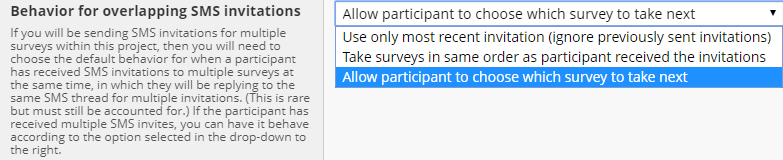 Behavior for overlapping SMS invitations
If you will be sending SMS invitations for multiple
surveys within this project, then you will need to
choose the default behavior for when a participant
has received SMS invitations to multiple surveys at
the same time, in which they will be replying to the
same SMS thread for multiple invitations. (This is rare
but must still be accounted for.) If the participant has
received multiple SMS invites, you can have it behave
according to the option selected in the drop-down to
the right.
Allow participant to choose which survey to take next
Use only most recent invitation (ignore previously sent invitations)
Take surveys in same order as participant received the invitations
Allow participant to choose which survey to take next